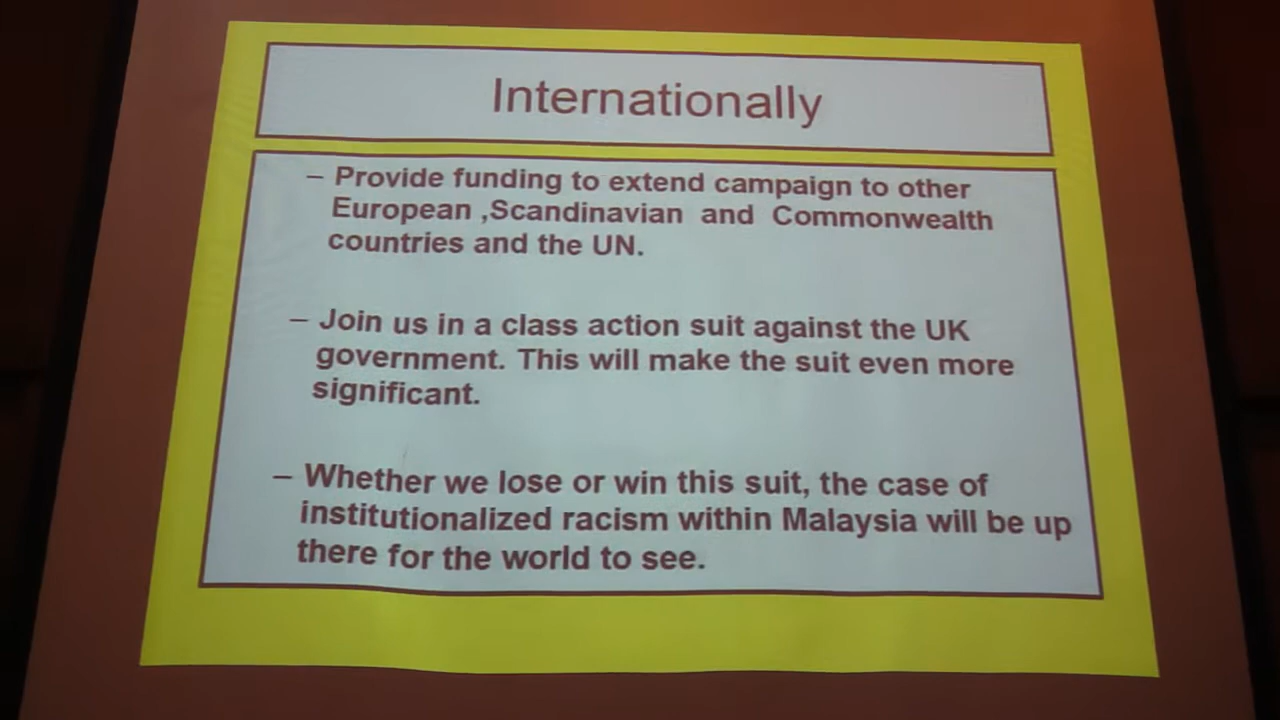 Internationally
– Provide funding to extend campaign to other
European ,Scandinavian and Commonwealth
countries and the UN.
– Join us in a class action suit against the UK
government. This will make the suit even more
significant.
– Whether we lose or win this suit, the case of
institutionalized racism within Malaysia will be up
there for the world to see.